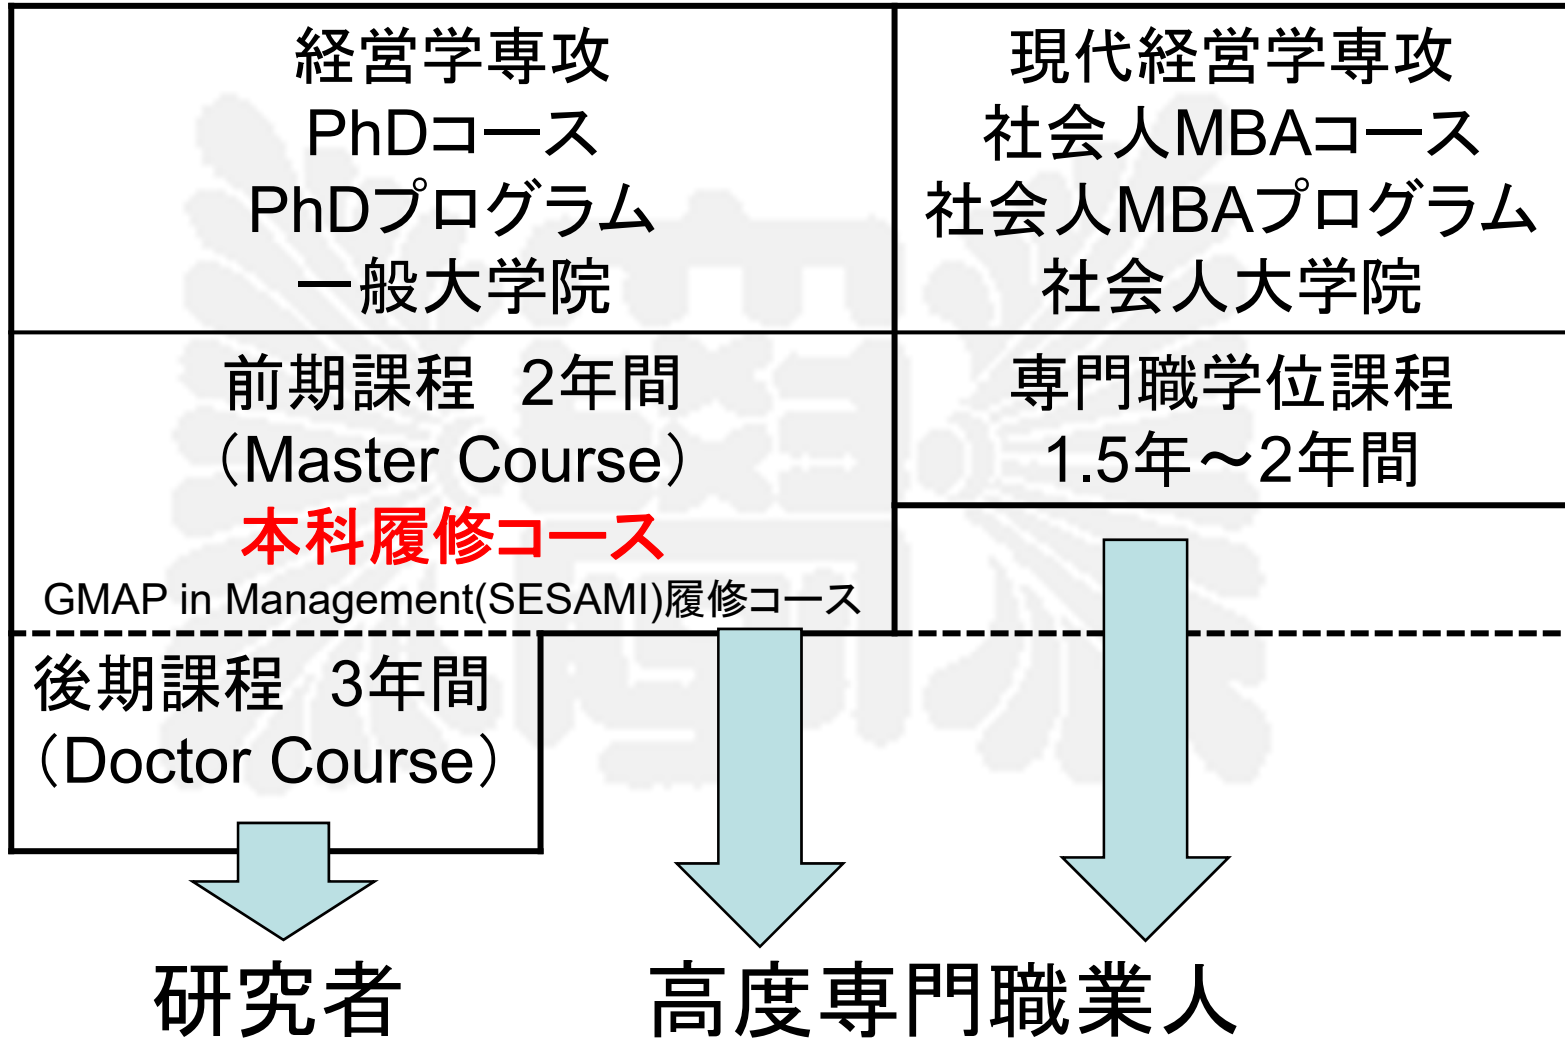 経営学専攻
PhDコース
PhDプログラム
一般大学院
現代経営学専攻
社会人MBAコース
社会人MBAプログラム
社会人大学院
前期課程　2年間
（Master Course）
本科履修コース
GMAP in Management(SESAMI)履修コース
専門職学位課程
1.5年～2年間
後期課程　3年間
（Doctor Course）
研究者
高度専門職業人